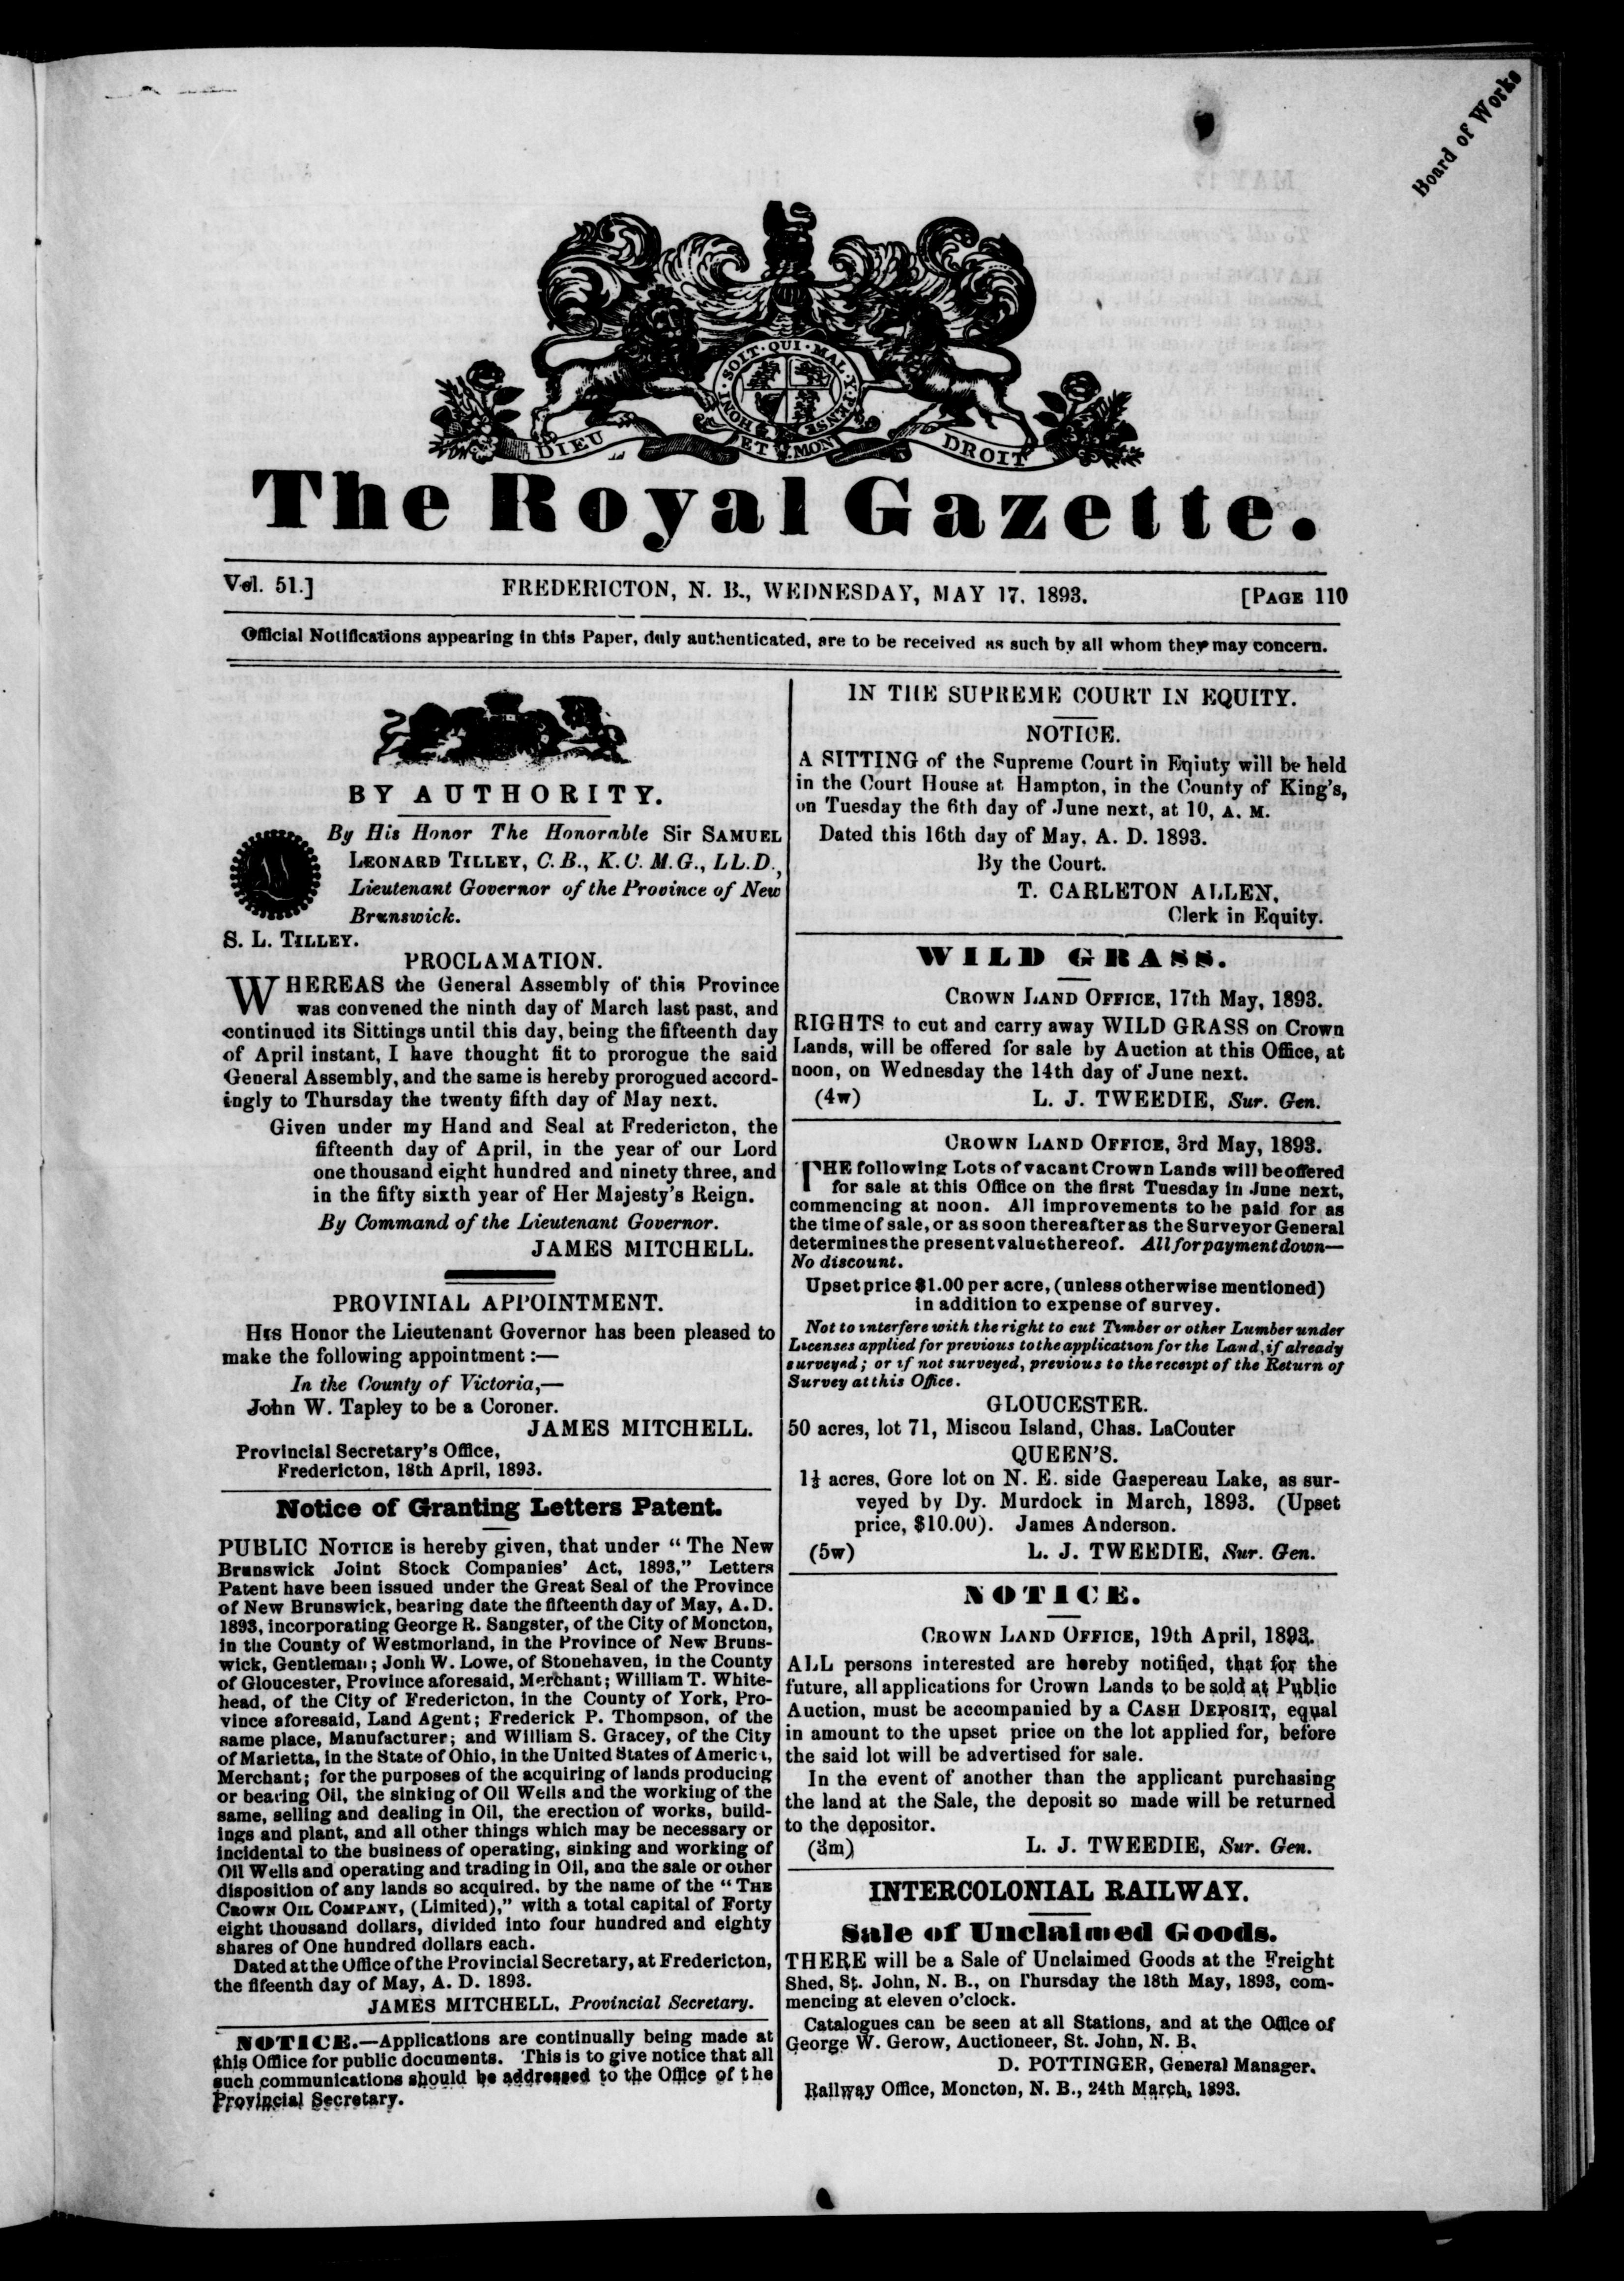 Board of Works
HONI · SOIT · QUI · MAL · Y · PENSE
DIEU ET MON DROIT
The Royal Gazette.
Vol. 51.] FREDERICTON, N. B., WEDNESDAY, MAY 17, 1893. [PAGE 110
Official Notifications appearing in this Paper, duly authenticated, are to be received as such by all whom they may concern.
BY AUTHORITY.
By His Honor The Honorable Sir SAMUEL
LEONARD TILLEY, C. B., K. C. M. G., LL.D.,
Lieutenant Governor of the Province of New
Brunswick.
S. L. TILLEY.
PROCLAMATION.
WHEREAS the General Assembly of this Province
was convened the ninth day of March last past, and
continued its Sittings until this day, being the fifteenth day
of April instant, I have thought fit to prorogue the said
General Assembly, and the same is hereby prorogued accord-
ingly to Thursday the twenty fifth day of May next.
Given under my Hand and Seal at Fredericton, the
fifteenth day of April, in the year of our Lord
one thousand eight hundred and ninety three, and
in the fifty sixth year of Her Majesty's Reign.
By Command of the Lieutenant Governor.
JAMES MITCHELL.
PROVINIAL APPOINTMENT.
HIS Honor the Lieutenant Governor has been pleased to
make the following appointment :—
In the County of Victoria,—
John W. Tapley to be a Coroner.
JAMES MITCHELL.
Provincial Secretary's Office,
Fredericton, 18th April, 1893.
Notice of Granting Letters Patent.
PUBLIC NOTICE is hereby given, that under " The New
Brunswick Joint Stock Companies' Act, 1893," Letters
Patent have been issued under the Great Seal of the Province
of New Brunswick, bearing date the fifteenth day of May, A. D.
1893, incorporating George R. Sangster, of the City of Moncton,
in the County of Westmorland, in the Province of New Bruns-
wick, Gentleman; Jonh W. Lowe, of Stonehaven, in the County
of Gloucester, Province aforesaid, Merchant; William T. White-
head, of the City of Fredericton, in the County of York, Pro-
vince aforesaid, Land Agent; Frederick P. Thompson, of the
same place, Manufacturer; and William S. Gracey, of the City
of Marietta, in the State of Ohio, in the United States of America,
Merchant; for the purposes of the acquiring of lands producing
or bearing Oil, the sinking of Oil Wells and the working of the
same, selling and dealing in Oil, the erection of works, build-
ings and plant, and all other things which may be necessary or
incidental to the business of operating, sinking and working of
Oil Wells and operating and trading in Oil, and the sale or other
disposition of any lands so acquired, by the name of the " THE
CROWN OIL COMPANY, (Limited)," with a total capital of Forty
eight thousand dollars, divided into four hundred and eighty
shares of One hundred dollars each.
Dated at the Office of the Provincial Secretary, at Fredericton,
the fifeenth day of May, A. D. 1893.
JAMES MITCHELL, Provincial Secretary.
NOTICE.—Applications are continually being made at
this Offiice for public documents. This is to give notice that all
such communications should be addressed to the Office of the
Provincial Secretary.
IN THE SUPREME COURT IN EQUITY.
NOTICE.
A SITTING of the Supreme Court in Eqiuty will be held
in the Court House at Hampton, in the County of King's,
on Tuesday the 6th day of June next, at 10, A. M.
Dated this 16th day of May, A. D. 1893.
By the Court.
T. CARLETON ALLEN,
Clerk in Equity.
WILD GRASS.
CROWN LAND OFFICE, 17th May, 1893.
RIGHTS to cut and carry away WILD GRASS on Crown
Lands, will be offered for sale by Auction at this Office, at
noon, on Wednesday the 14th day of June next.
(4w) L. J. TWEEDIE, Sur. Gen.
CROWN LAND OFFICE, 3rd May, 1893.
THE following Lots of vacant Crown Lands will be offered
for sale at this Office on the first Tuesday in June next,
commencing at noon. All improvements to be paid for as
the time of sale, or as soon thereafter as the Surveyor General
determines the present value thereof. All for payment down—
No discount.
Upset price $1.00 per acre, (unless otherwise mentioned)
in addition to expense of survey.
Not to interfere with the right to cut Timber or other Lumber under
Licenses applied for previous to the application for the Land, if already
surveyed; or if not surveyed, previous to the receipt of the Return of
Survey at this Office.
GLOUCESTER.
50 acres, lot 71, Miscou Island, Chas. LaCouter
QUEEN'S.
1½ acres, Gore lot on N. E. side Gaspereau Lake, as sur-
veyed by Dy. Murdock in March, 1893. (Upset
price, $10.00). James Anderson.
(5w) L. J. TWEEDIE, Sur. Gen.
NOTICE.
CROWN LAND OFFICE, 19th April, 1893.
ALL persons interested are hereby notified, that for the
future, all applications for Crown Lands to be sold at Public
Auction, must be accompanied by a CASH DEPOSIT, equal
in amount to the upset price on the lot applied for, before
the said lot will be advertised for sale.
In the event of another than the applicant purchasing
the land at the Sale, the deposit so made will be returned
to the depositor.
(3m) L. J. TWEEDIE, Sur. Gen.
INTERCOLONIAL RAILWAY.
Sale of Unclaimed Goods.
THERE will be a Sale of Unclaimed Goods at the Freight
Shed, St. John, N. B., on Thursday the 18th May, 1893, com-
mencing at eleven o'clock.
Catalogues can be seen at all Stations, and at the Office of
George W. Gerow, Auctioneer, St. John, N. B.
D. POTTINGER, General Manager.
Railway Office, Moncton, N. B., 24th March, 1893.